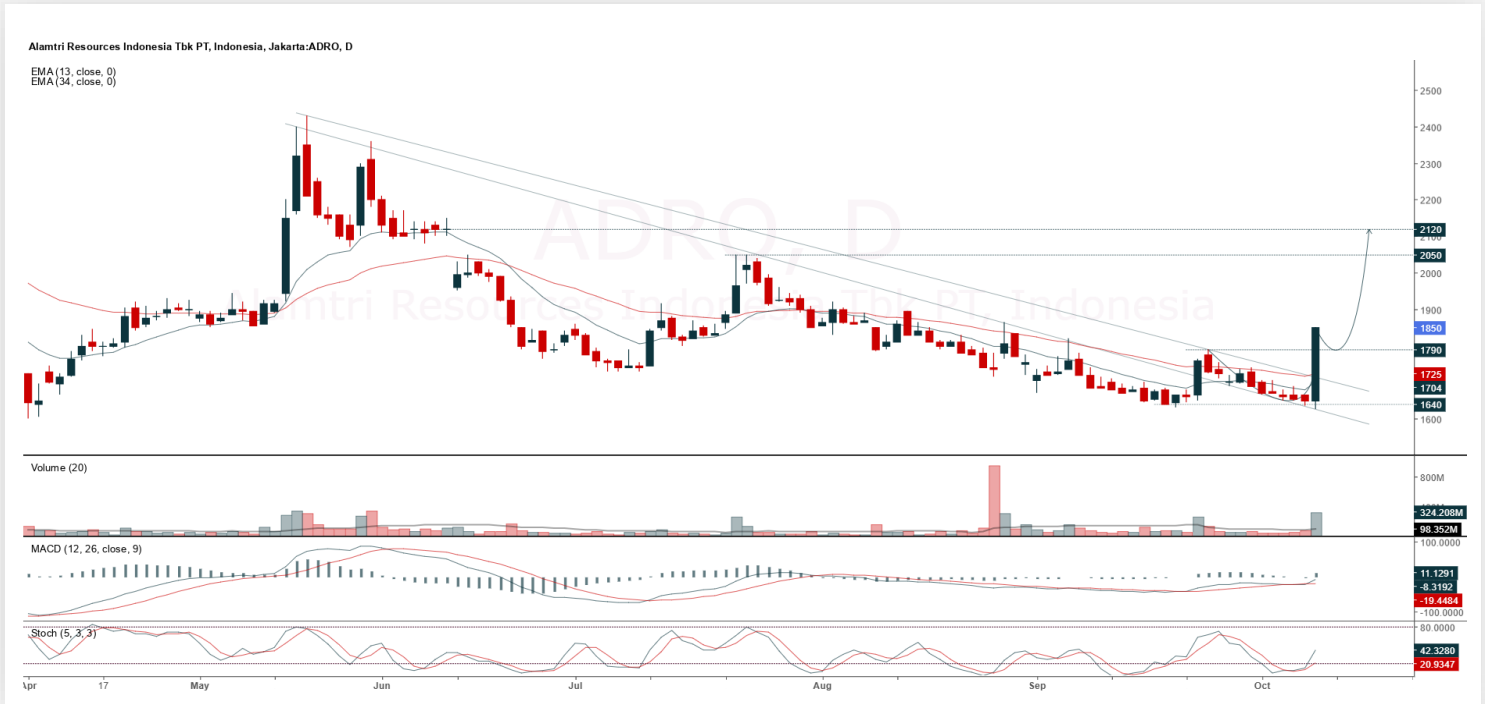 Alamtri Resources Indonesia Tbk PT, Indonesia, Jakarta:ADRO, D
EMA (13, close, 0)
EMA (34, close, 0)
ADRO, D
Alamtri Resources Indonesia Tbk PT, Indonesia
2500
2400
2300
2200
2120
2100
2050
2000
1900
1850
1790
1725
1704
1640
1600
Volume (20)
800M
324.208M
98.352M
MACD (12, 26, close, 9)
100.0000
11.1291
-8.3192
-19.4484
-100.0000
Stoch (5, 3, 3)
80.0000
42.3280
20.9347
Apr 17 May Jun Jul Aug Sep Oct